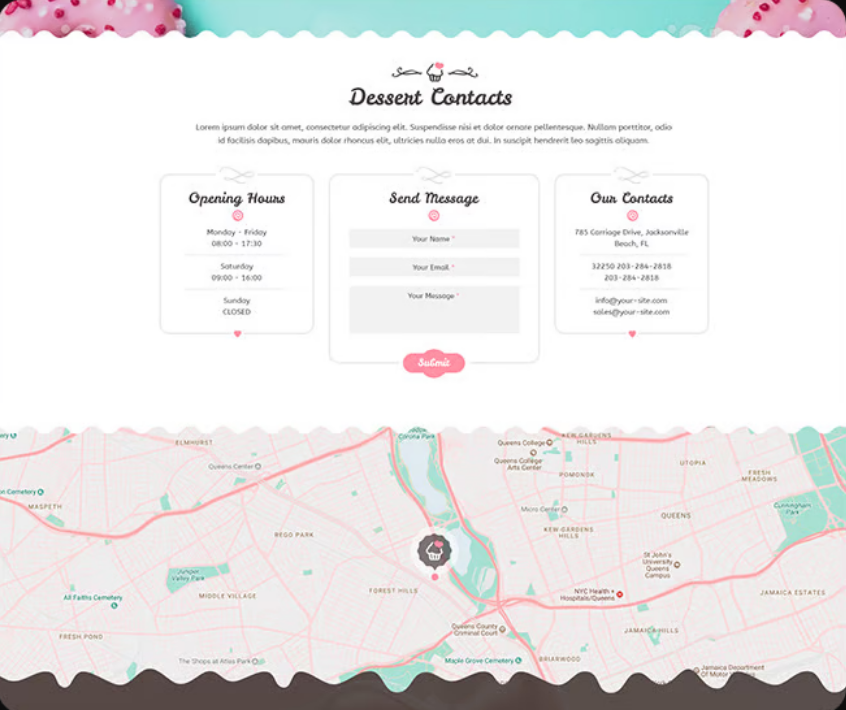 Dessert Contacts
Lorem ipsum dolor sit amet, consectetur adipiscing elit. Suspendisse nisi et dolor ornare pellentesque. Nullam porttitor, odio
id facilisis dapibus, mauris dolor rhoncus elit, ultricies nulla eros at dui. In suscipit hendrerit leo sagittis aliquam.
Opening Hours
Monday - Friday
08:00 - 17:30
Saturday
09:00 - 16:00
Sunday
CLOSED
Send Message
Your Name *
Your Email *
Your Message *
Submit
Our Contacts
785 Carriage Drive, Jacksonville
Beach, FL
32250 203-284-2818
203-284-2818
info@your-site.com
sales@your-site.com
Corona Park
ELMHURST
Queens Center
Queens College
KEW GARDENS
HILLS
Queens College
Arts Center
POMONOK
UTOPIA
FRESH
MEADOWS
Cemetery
MASPETH
Micro Center
QUEENS
Cunningham
Park
REGO PARK
KEW GARDENS
HILLS
St John's
University
Queens
Campus
Juniper
Valley Park
FOREST HILLS
NYC Health +
Hospitals/Queens
JAMAICA ESTATES
All Faiths Cemetery
MIDDLE VILLAGE
FRESH POND
Queens County
Criminal Court
JAMAICA HILLS
The Shops at Atlas Park
Maple Grove Cemetery
BRIARWOOD
Jamaica Department
Of Motor